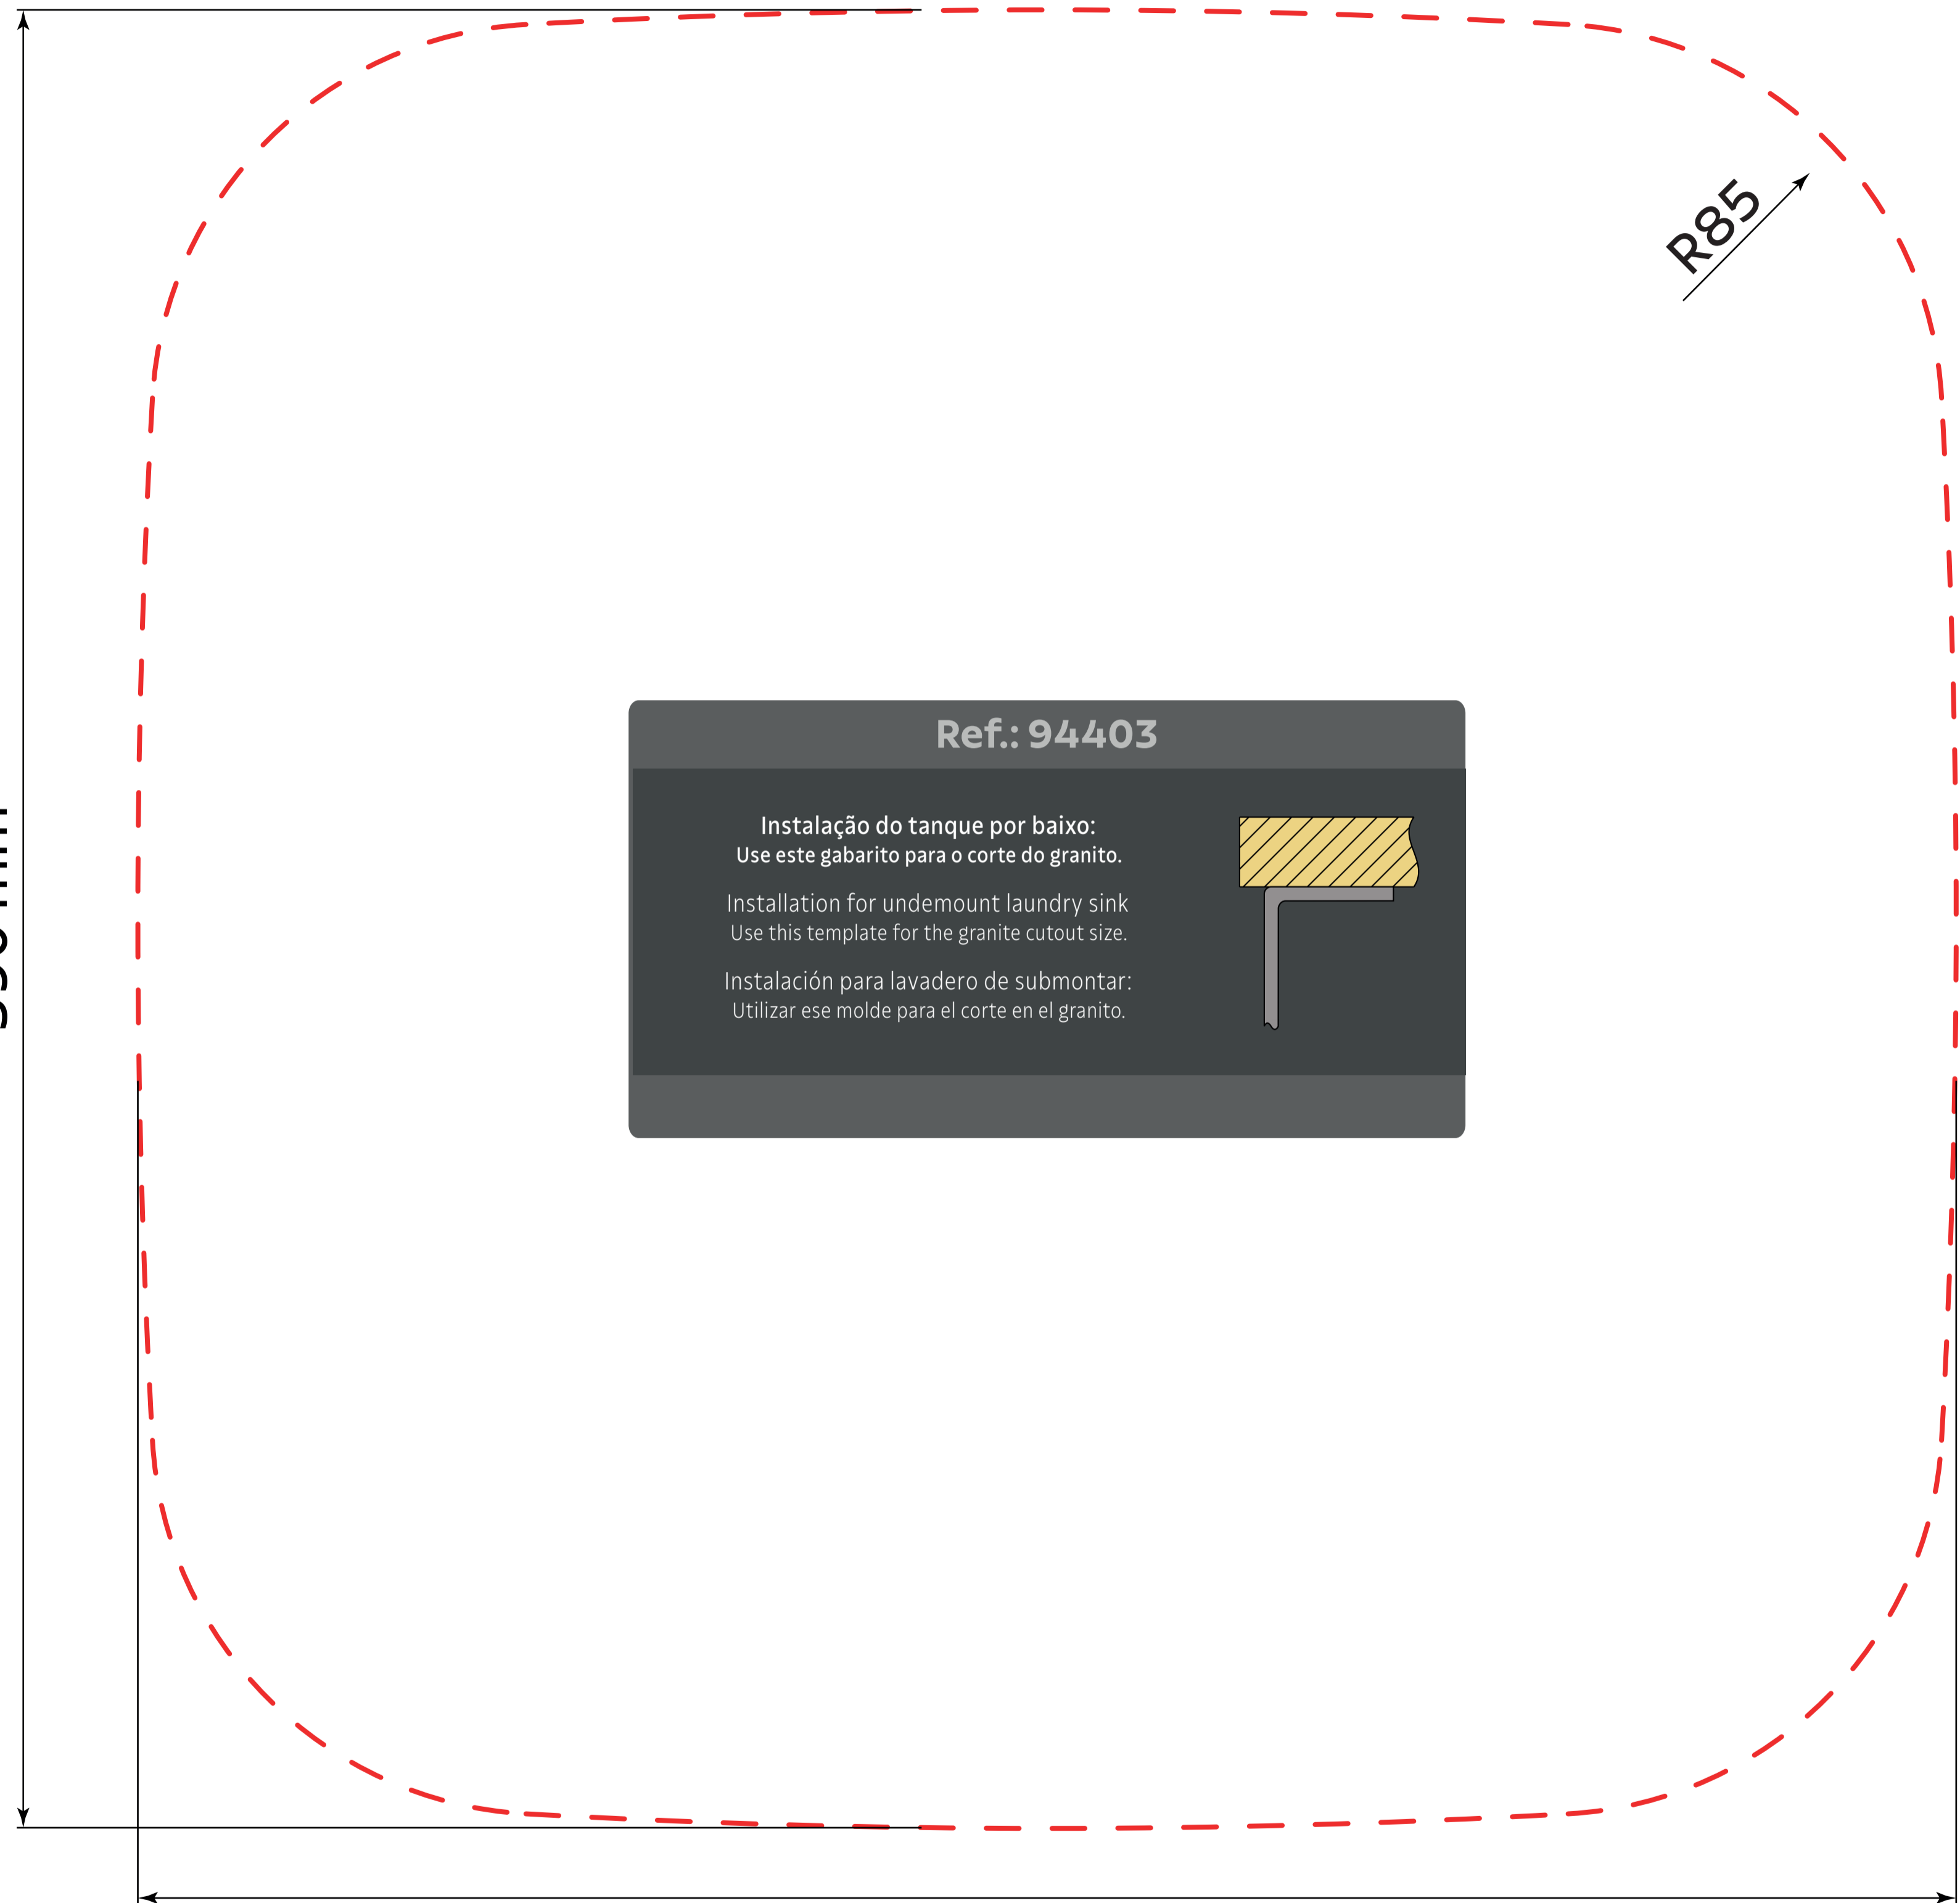 R85
Ref.: 94403
Instalação do tanque por baixo:
Use este gabarito para o corte do granito.
Installation for undemount laundry sink
Use this template for the granite cutout size.
Instalación para lavadero de submontar:
Utilizar ese molde para el corte en el granito.